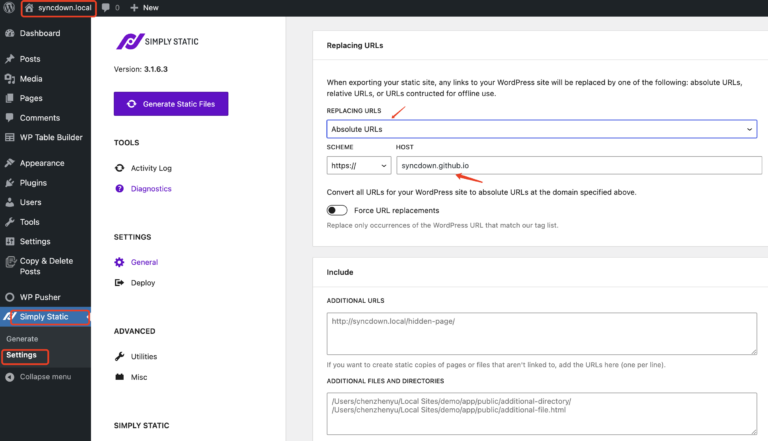 syncdown.local
0
+ New
Dashboard
Posts
Media
Pages
Comments
WP Table Builder
Appearance
Plugins
Users
Tools
Settings
Copy & Delete
Posts
WP Pusher
Simply Static
Generate
Settings
Collapse menu
SIMPLY STATIC
Version: 3.1.6.3
Generate Static Files
TOOLS
Activity Log
Diagnostics
SETTINGS
General
Deploy
ADVANCED
Utilities
Misc
SIMPLY STATIC
Replacing URLs
When exporting your static site, any links to your WordPress site will be replaced by one of the following: absolute URLs,
relative URLs, or URLs contructed for offline use.
REPLACING URLS
Absolute URLs
SCHEME
HOST
https://
syncdown.github.io
Convert all URLs for your WordPress site to absolute URLs at the domain specified above.
Force URL replacements
Replace only occurrences of the WordPress URL that match our tag list.
Include
ADDITIONAL URLS
http://syncdown.local/hidden-page/
If you want to create static copies of pages or files that aren't linked to, add the URLs here (one per line).
ADDITIONAL FILES AND DIRECTORIES
/Users/chenzhenyu/Local Sites/demo/app/public/additional-directory/
/Users/chenzhenyu/Local Sites/demo/app/public/additional-file.html